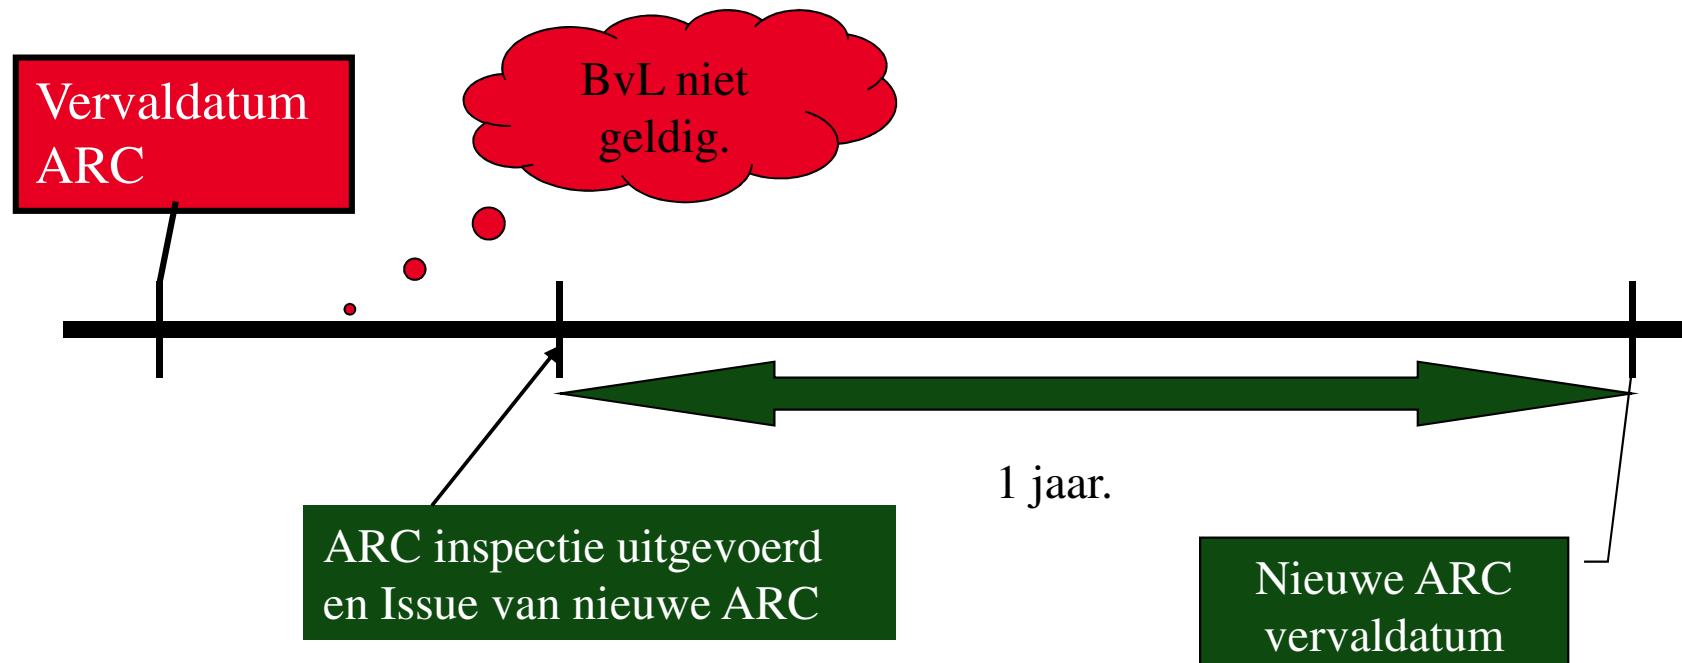 Vervaldatum
ARC
BvL niet
geldig.
1 jaar.
ARC inspectie uitgevoerd
en Issue van nieuwe ARC
Nieuwe ARC
vervaldatum